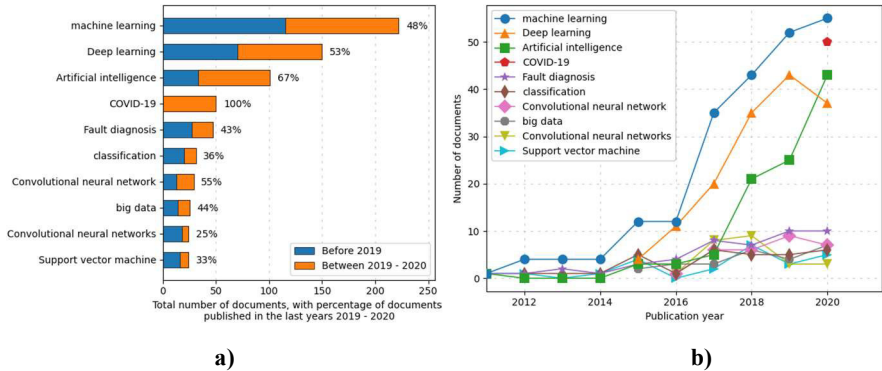 machine learning 48%
Deep learning 53%
Artificial intelligence 67%
COVID-19 100%
Fault diagnosis 43%
classification 36%
Convolutional neural network 55%
big data 44%
Convolutional neural networks 25%
Support vector machine 33%
Before 2019
Between 2019 - 2020
0 50 100 150 200 250
Total number of documents, with percentage of documents
published in the last years 2019 - 2020
a)
machine learning
Deep learning
Artificial intelligence
COVID-19
Fault diagnosis
classification
Convolutional neural network
big data
Convolutional neural networks
Support vector machine
Number of documents
50
40
30
20
10
0
2012 2014 2016 2018 2020
Publication year
b)